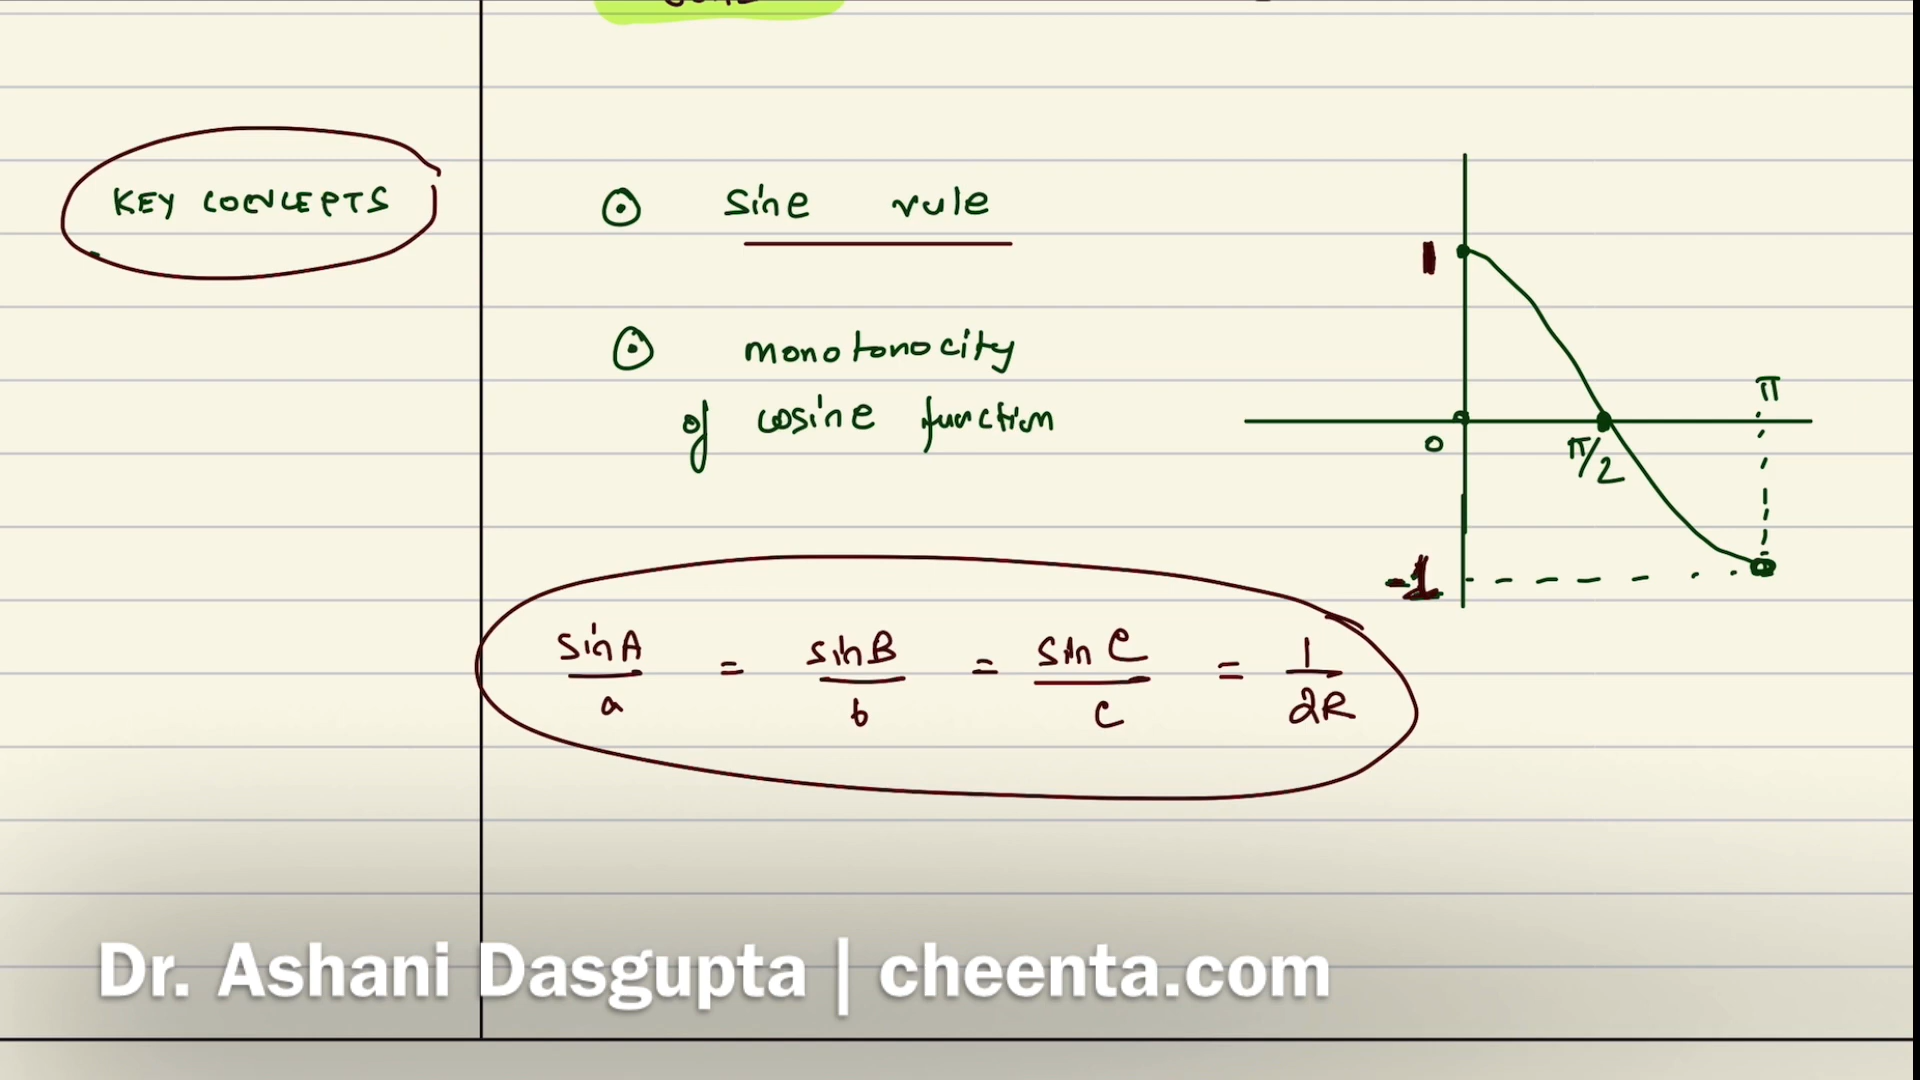 KEY CONCEPTS
⊙ Sine rule
⊙ monotonocity
of cosine function
1
0
π/2
π
-1
sinA/a = sinB/b = sin C/c = 1/2R
Dr. Ashani Dasgupta | cheenta.com